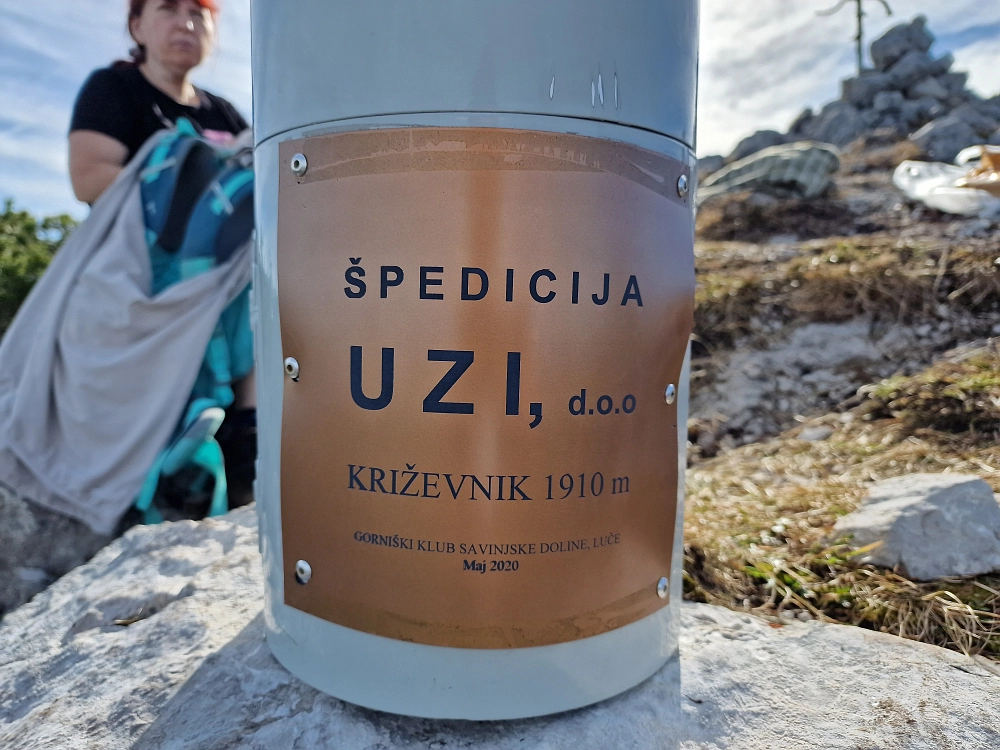 ŠPEDICIJA
UZI, d.o.o
KRIŽEVNIK 1910 m
GORNIŠKI KLUB SAVINJSKE DOLINE, LUČE
Maj 2020